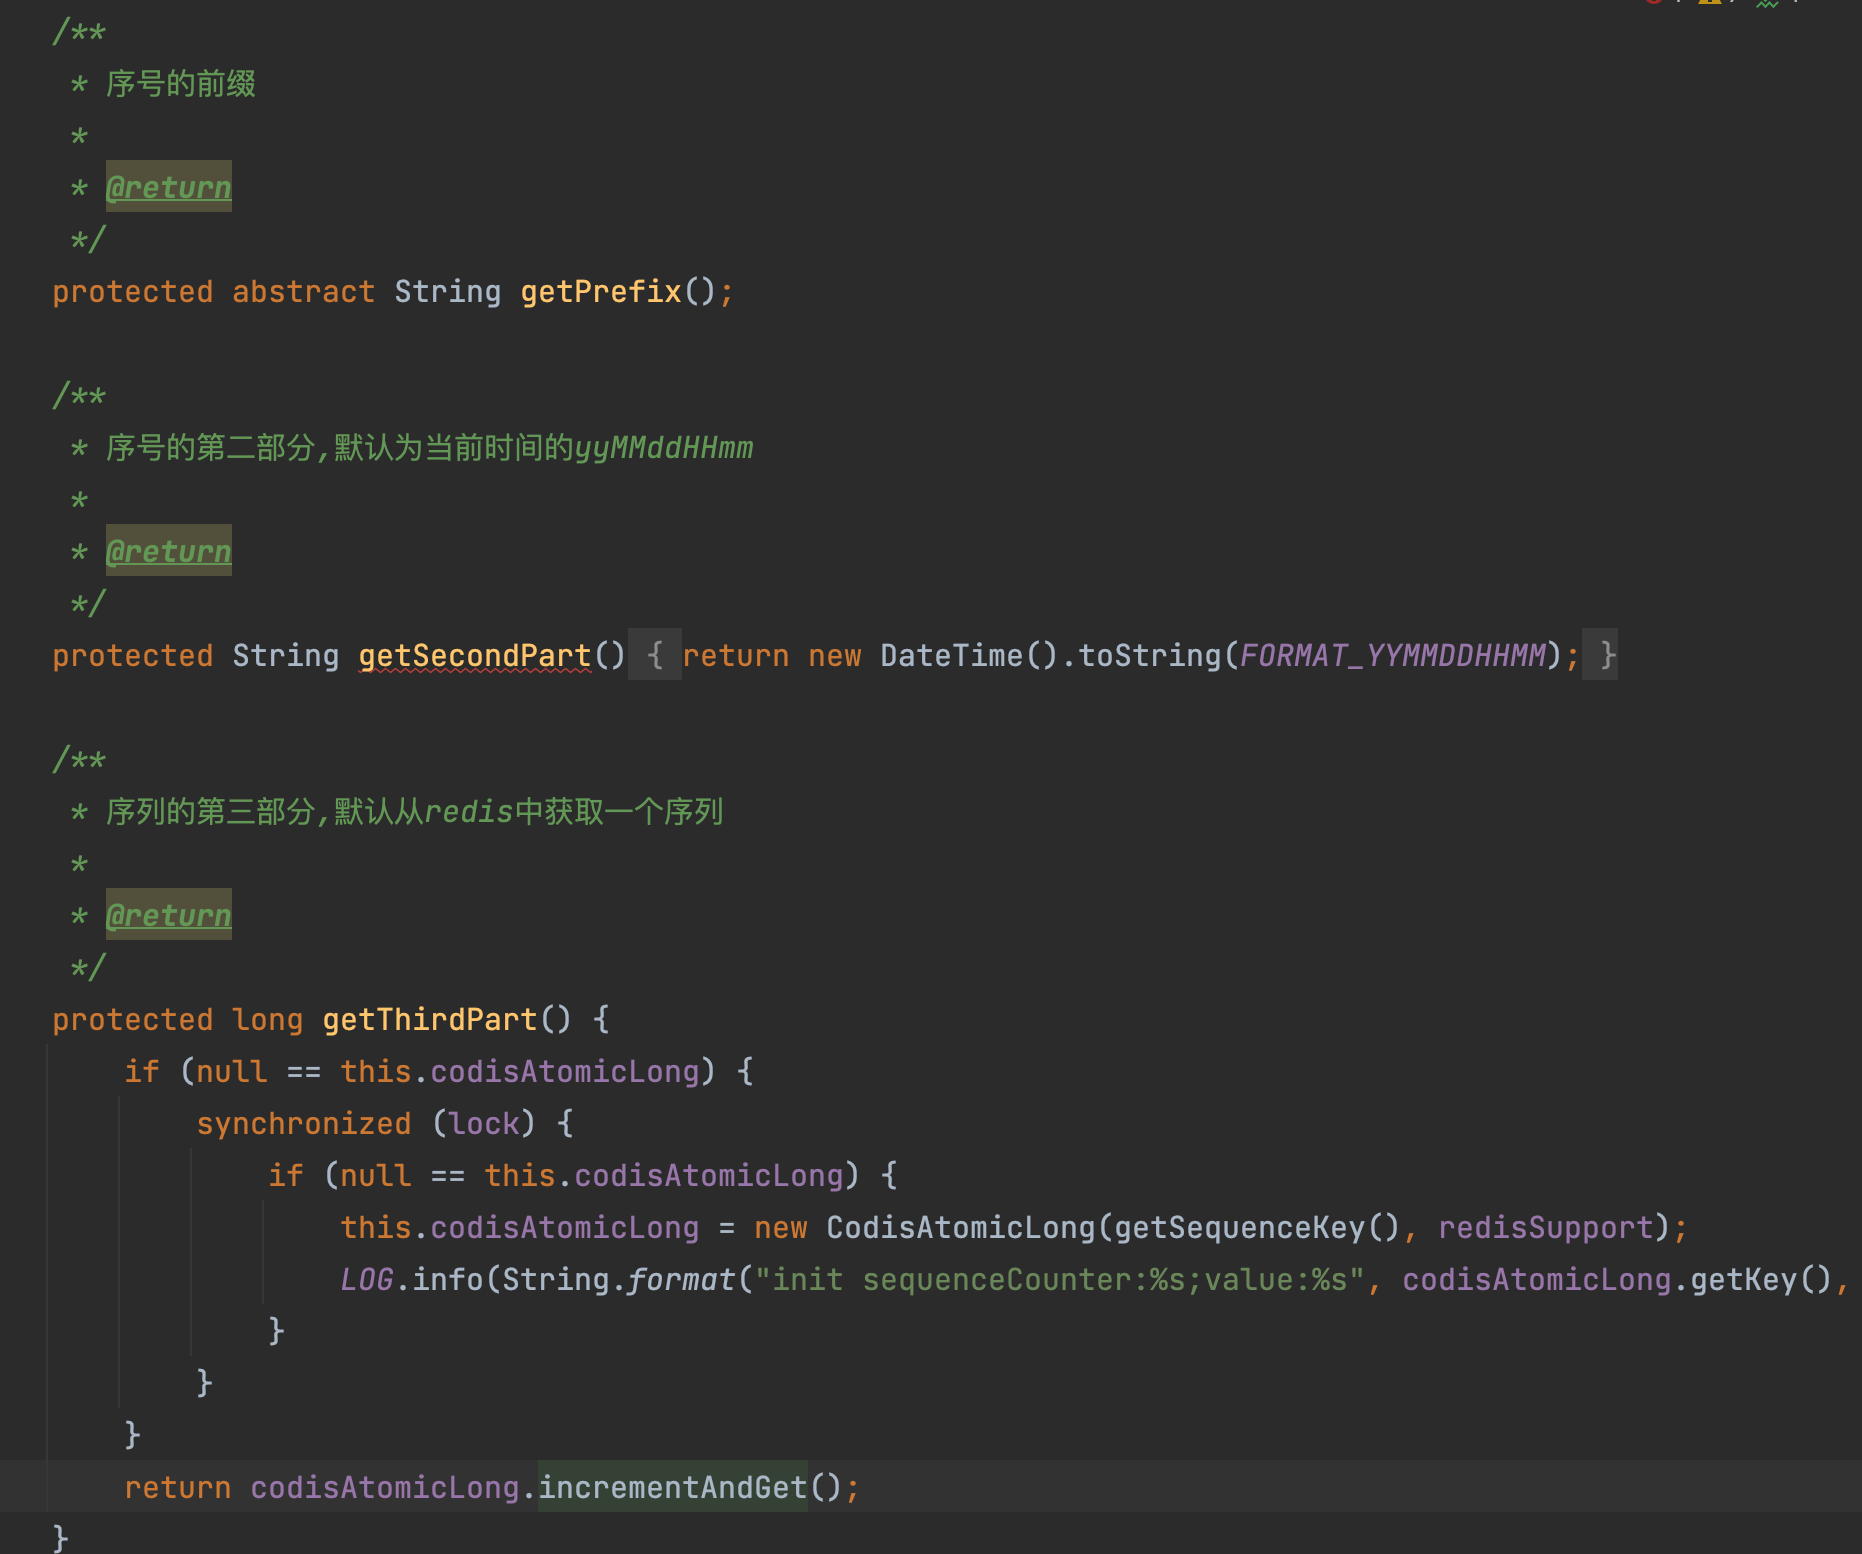 /**
 * 序号的前缀
 *
 * @return
 */
protected abstract String getPrefix();
/**
 * 序号的第二部分,默认为当前时间的yyMMddHHmm
 *
 * @return
 */
protected String getSecondPart() { return new DateTime().toString(FORMAT_YYMMDDHHMM); }
/**
 * 序列的第三部分,默认从redis中获取一个序列
 *
 * @return
 */
protected long getThirdPart() {
    if (null == this.codisAtomicLong) {
        synchronized (lock) {
            if (null == this.codisAtomicLong) {
                this.codisAtomicLong = new CodisAtomicLong(getSequenceKey(), redisSupport);
                LOG.info(String.format("init sequenceCounter:%s;value:%s", codisAtomicLong.getKey(),
            }
        }
    }
    return codisAtomicLong.incrementAndGet();
}